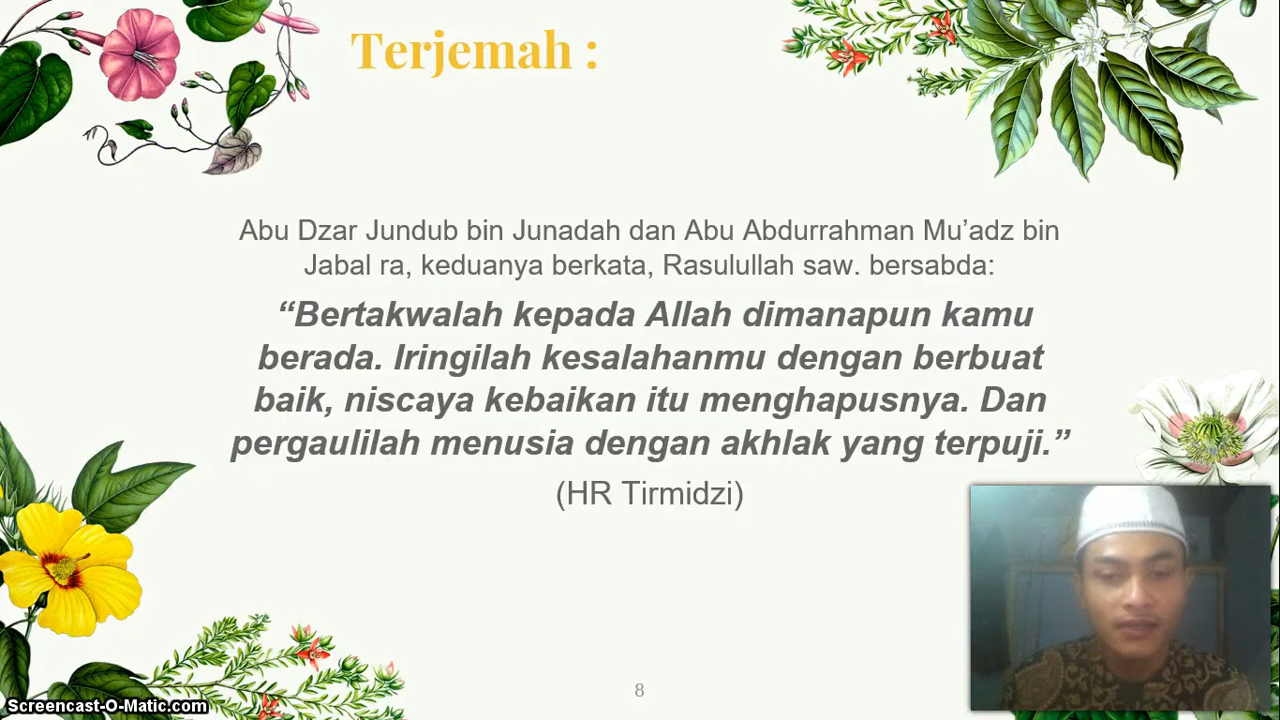 Terjemah :
Abu Dzar Jundub bin Junadah dan Abu Abdurrahman Mu’adz bin
Jabal ra, keduanya berkata, Rasulullah saw. bersabda:
“Bertakwalah kepada Allah dimanapun kamu
berada. Iringilah kesalahanmu dengan berbuat
baik, niscaya kebaikan itu menghapusnya. Dan
pergaulilah menusia dengan akhlak yang terpuji.”
(HR Tirmidzi)
8
Screencast-O-Matic.com